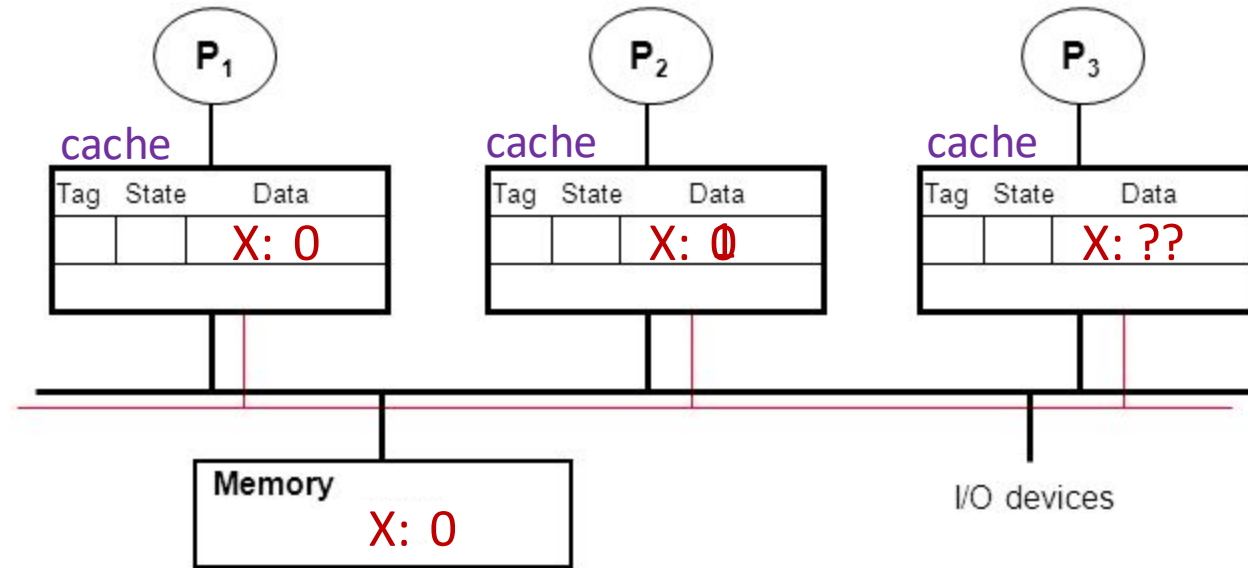 P1 P2 P3
cache cache cache
Tag State Data Tag State Data Tag State Data
X: 0 X: X: ??
Memory
X: 0
I/O devices